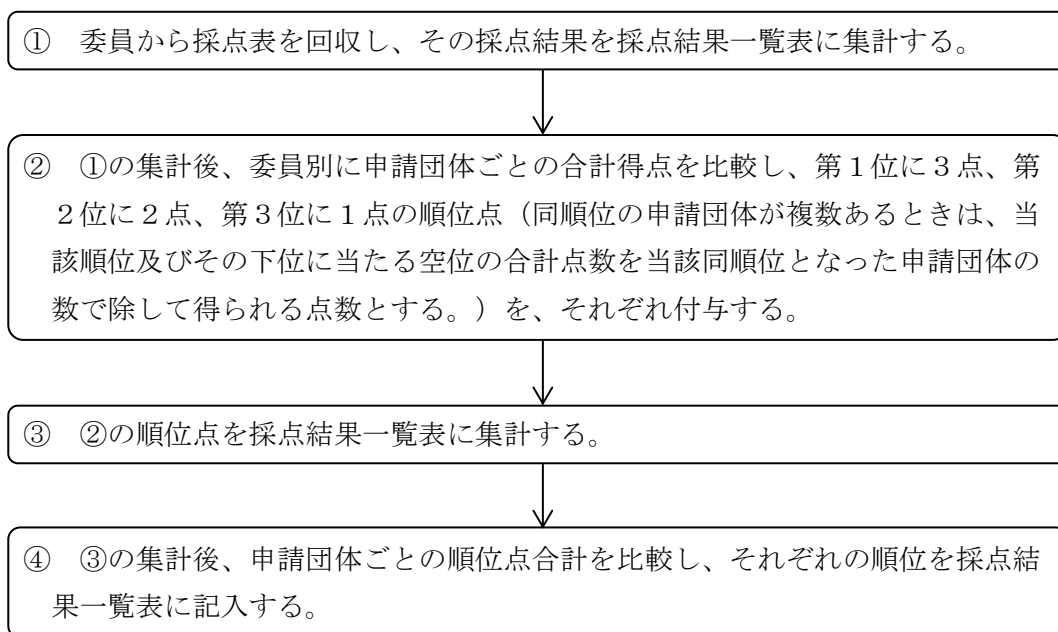 ① 委員から採点表を回収し、その採点結果を採点結果一覧表に集計する。
② ①の集計後、委員別に申請団体ごとの合計得点を比較し、第1位に3点、第
2位に2点、第3位に1点の順位点(同順位の申請団体が複数あるときは、当
該順位及びその下位に当たる空位の合計点数を当該同順位となった申請団体の
数で除して得られる点数とする。)を、それぞれ付与する。
③ ②の順位点を採点結果一覧表に集計する。
④ ③の集計後、申請団体ごとの順位点合計を比較し、それぞれの順位を採点結
果一覧表に記入する。